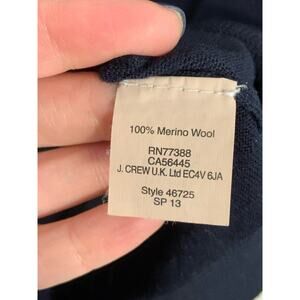 100% Merino Wool
RN77388
CA56445
J. CREW U.K. Ltd EC4V 6JA
Style 46725
SP 13